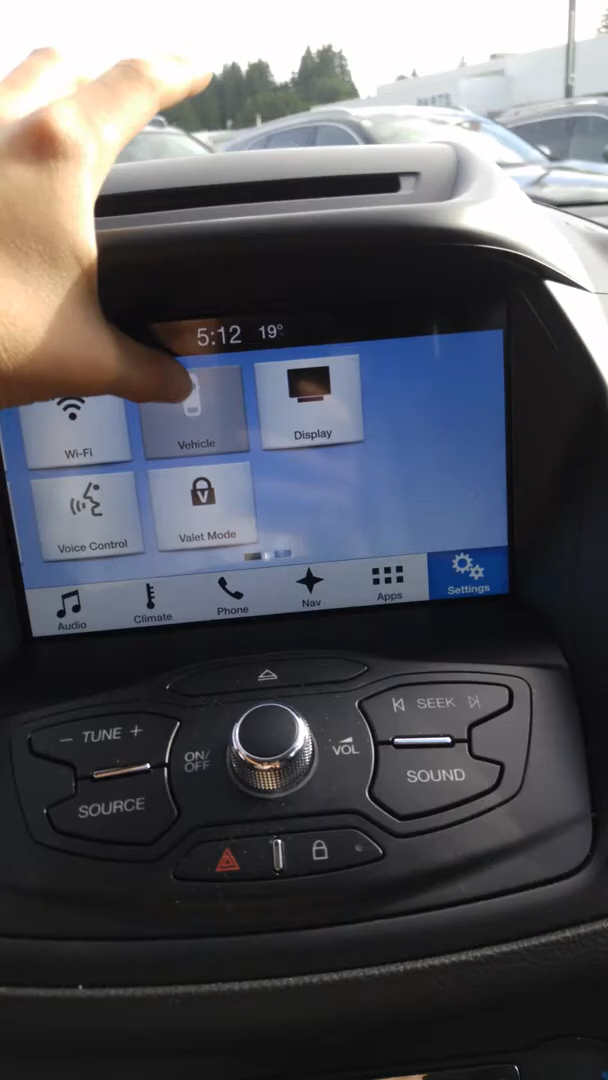 5:12 19°
Wi-Fi Vehicle Display
Voice Control Valet Mode
Audio Climate Phone Nav Apps Settings
− TUNE +
SOURCE
ON/
OFF
VOL
SEEK
SOUND
V